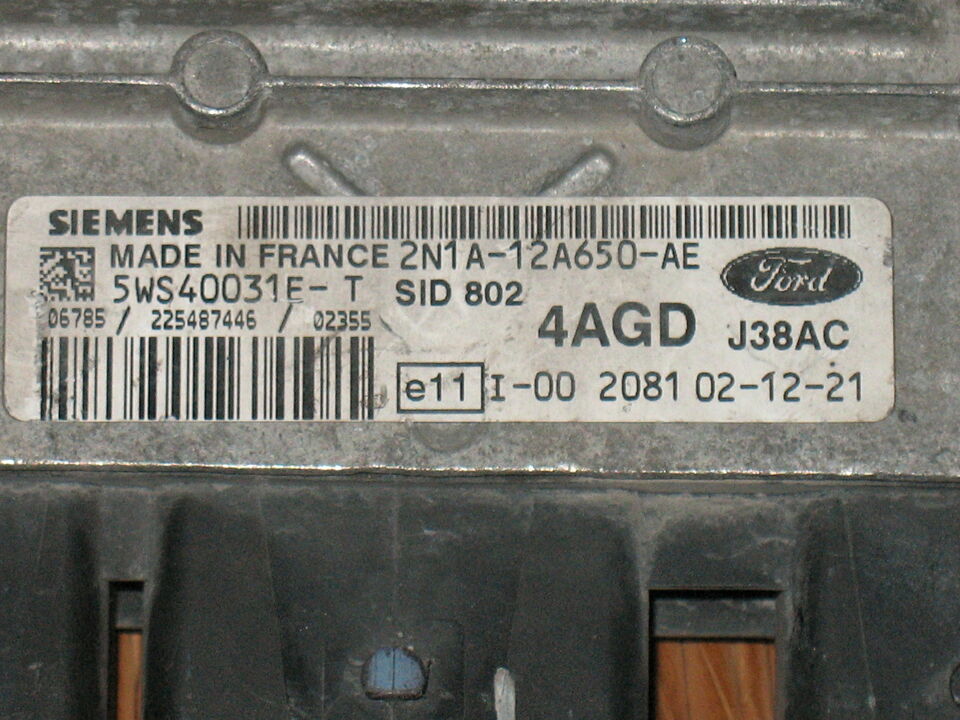 SIEMENS
MADE IN FRANCE 2N1A-12A650-AE
Ford
5WS40031E-T SID 802
06785 / 225487446 / 02355
4AGD J38AC
e11 I-00 2081 02-12-21